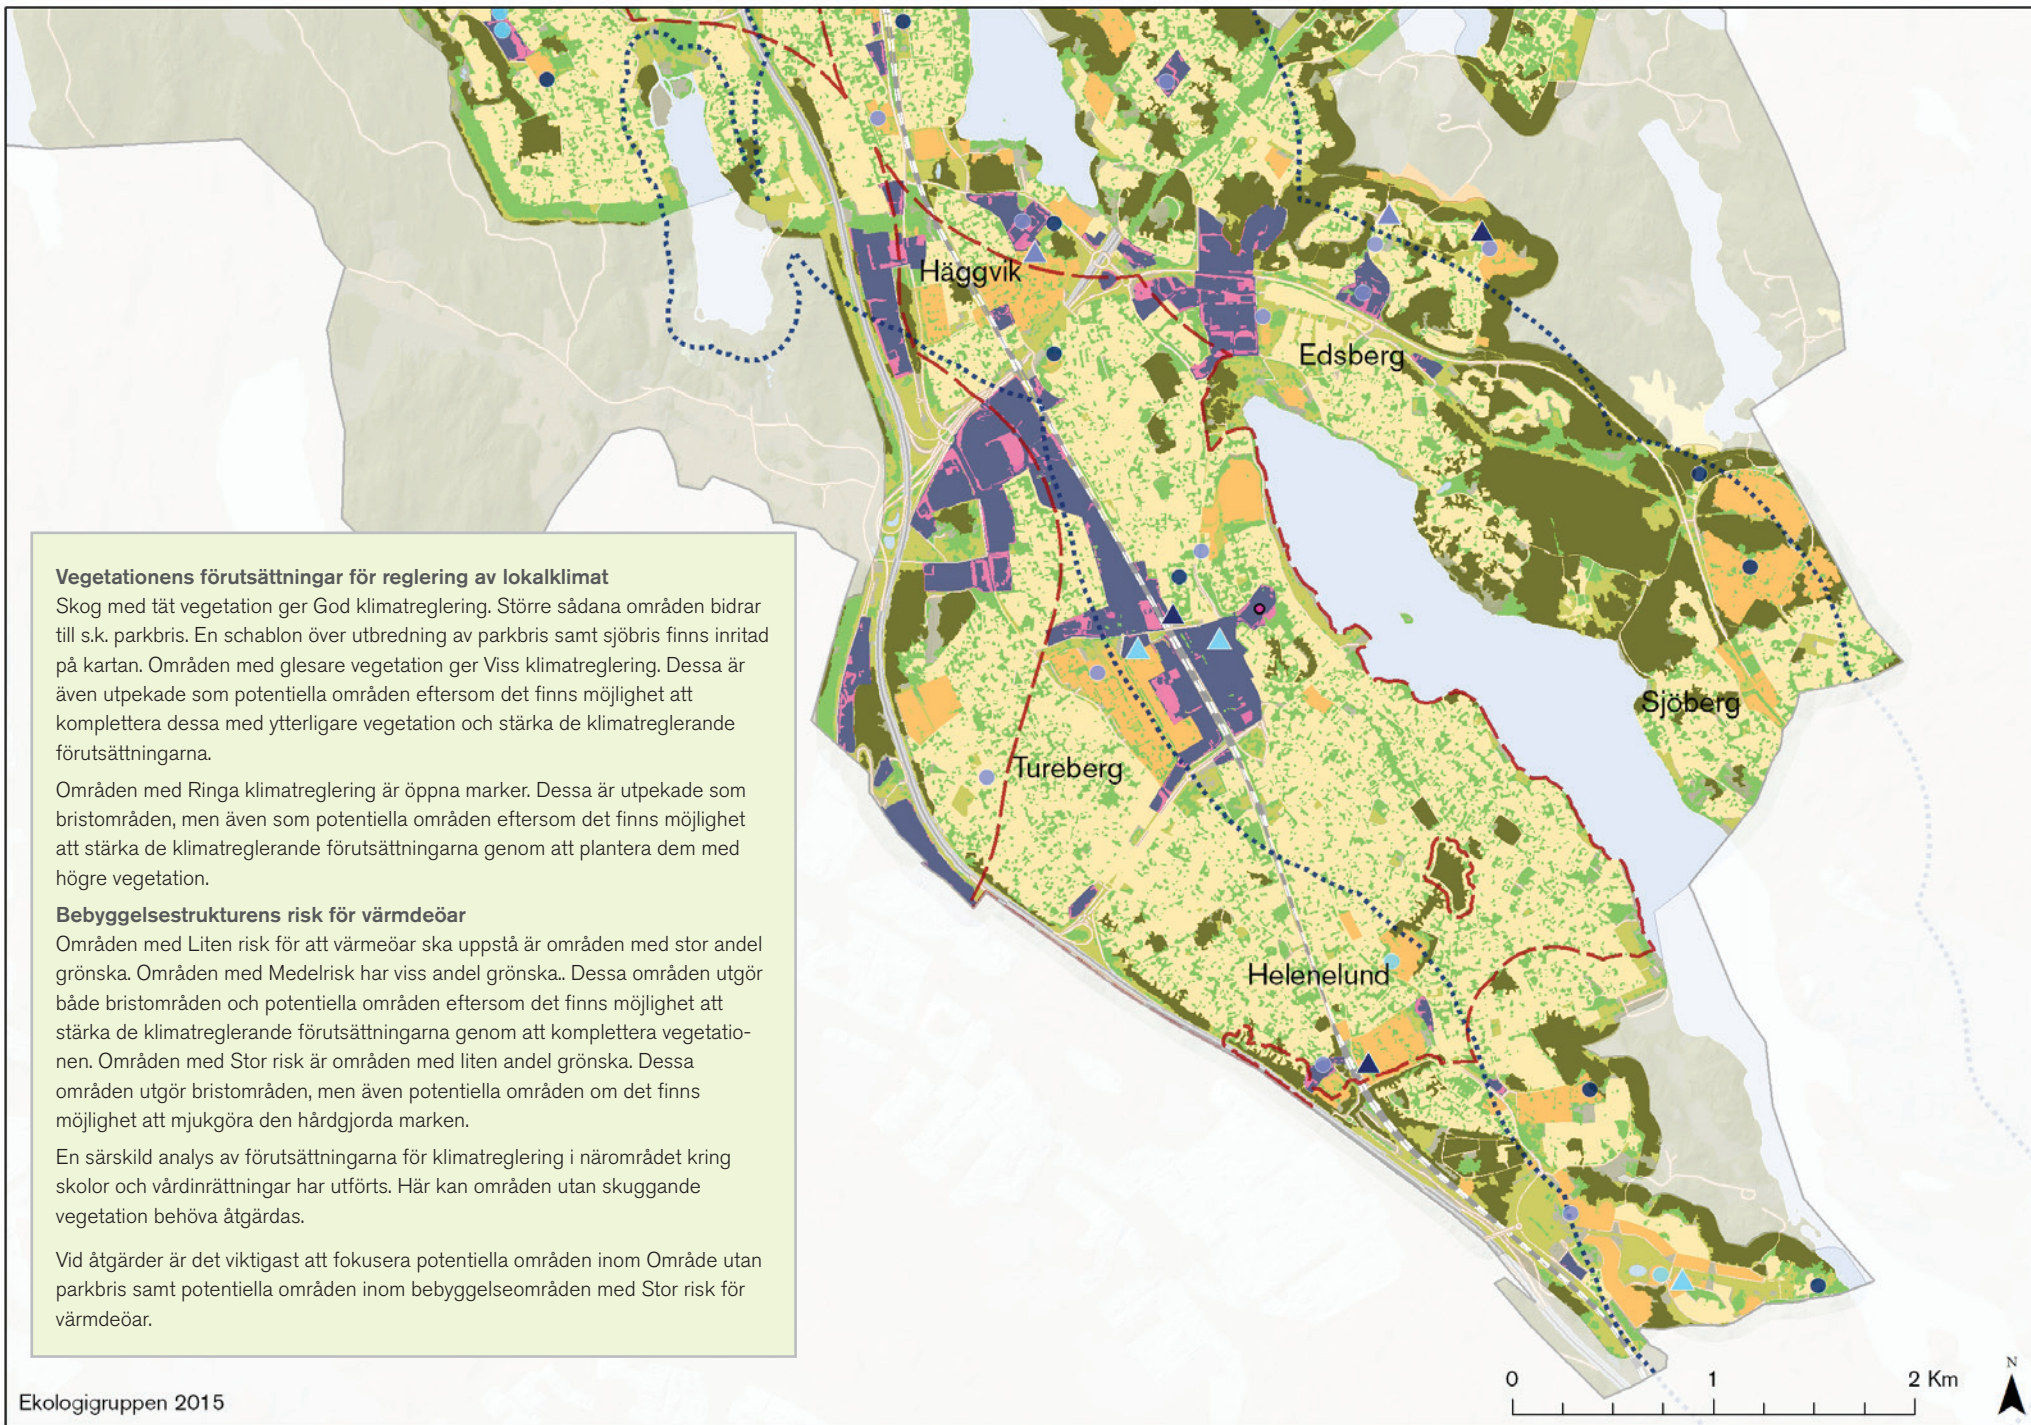 Häggvik
Edsberg
Vegetationens förutsättningar för reglering av lokalklimat
Skog med tät vegetation ger God klimatreglering. Större sådana områden bidrar
till s.k. parkbris. En schablon över utbredning av parkbris samt sjöbris finns inritad
på kartan. Områden med glesare vegetation ger Viss klimatreglering. Dessa är
även utpekade som potentiella områden eftersom det finns möjlighet att
komplettera dessa med ytterligare vegetation och stärka de klimatreglerande
förutsättningarna.
Områden med Ringa klimatreglering är öppna marker. Dessa är utpekade som
bristområden, men även som potentiella områden eftersom det finns möjlighet
att stärka de klimatreglerande förutsättningarna genom att plantera dem med
högre vegetation.
Bebyggelsestrukturens risk för värmdeöar
Områden med Liten risk för att värmeöar ska uppstå är områden med stor andel
grönska. Områden med Medelrisk har viss andel grönska.. Dessa områden utgör
både bristområden och potentiella områden eftersom det finns möjlighet att
stärka de klimatreglerande förutsättningarna genom att komplettera vegetatio-
nen. Områden med Stor risk är områden med liten andel grönska. Dessa
områden utgör bristområden, men även potentiella områden om det finns
möjlighet att mjukgöra den hårdgjorda marken.
En särskild analys av förutsättningarna för klimatreglering i närområdet kring
skolor och vårdinrättningar har utförts. Här kan områden utan skuggande
vegetation behöva åtgärdas.
Vid åtgärder är det viktigast att fokusera potentiella områden inom Område utan
parkbris samt potentiella områden inom bebyggelseområden med Stor risk för
värmdeöar.
Sjöberg
Tureberg
Helenelund
0 1 2 Km
N
Ekologigruppen 2015